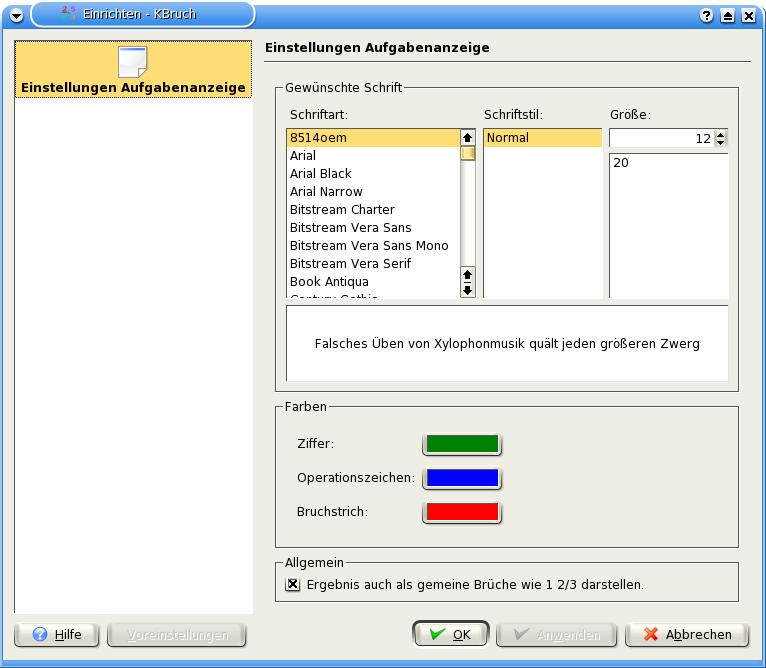 Einrichten - KBruch
Einstellungen Aufgabenanzeige
Einstellungen Aufgabenanzeige
Gewünschte Schrift
Schriftart:
Schriftstil:
Größe:
8514oem
Arial
Arial Black
Arial Narrow
Bitstream Charter
Bitstream Vera Sans
Bitstream Vera Sans Mono
Bitstream Vera Serif
Book Antiqua
Century Gothic
Normal
12
20
Falsches Üben von Xylophonmusik quält jeden größeren Zwerg
Farben
Ziffer:
Operationszeichen:
Bruchstrich:
Allgemein
Ergebnis auch als gemeine Brüche wie 1 2/3 darstellen.
Hilfe
Voreinstellungen
OK
Anwenden
Abbrechen